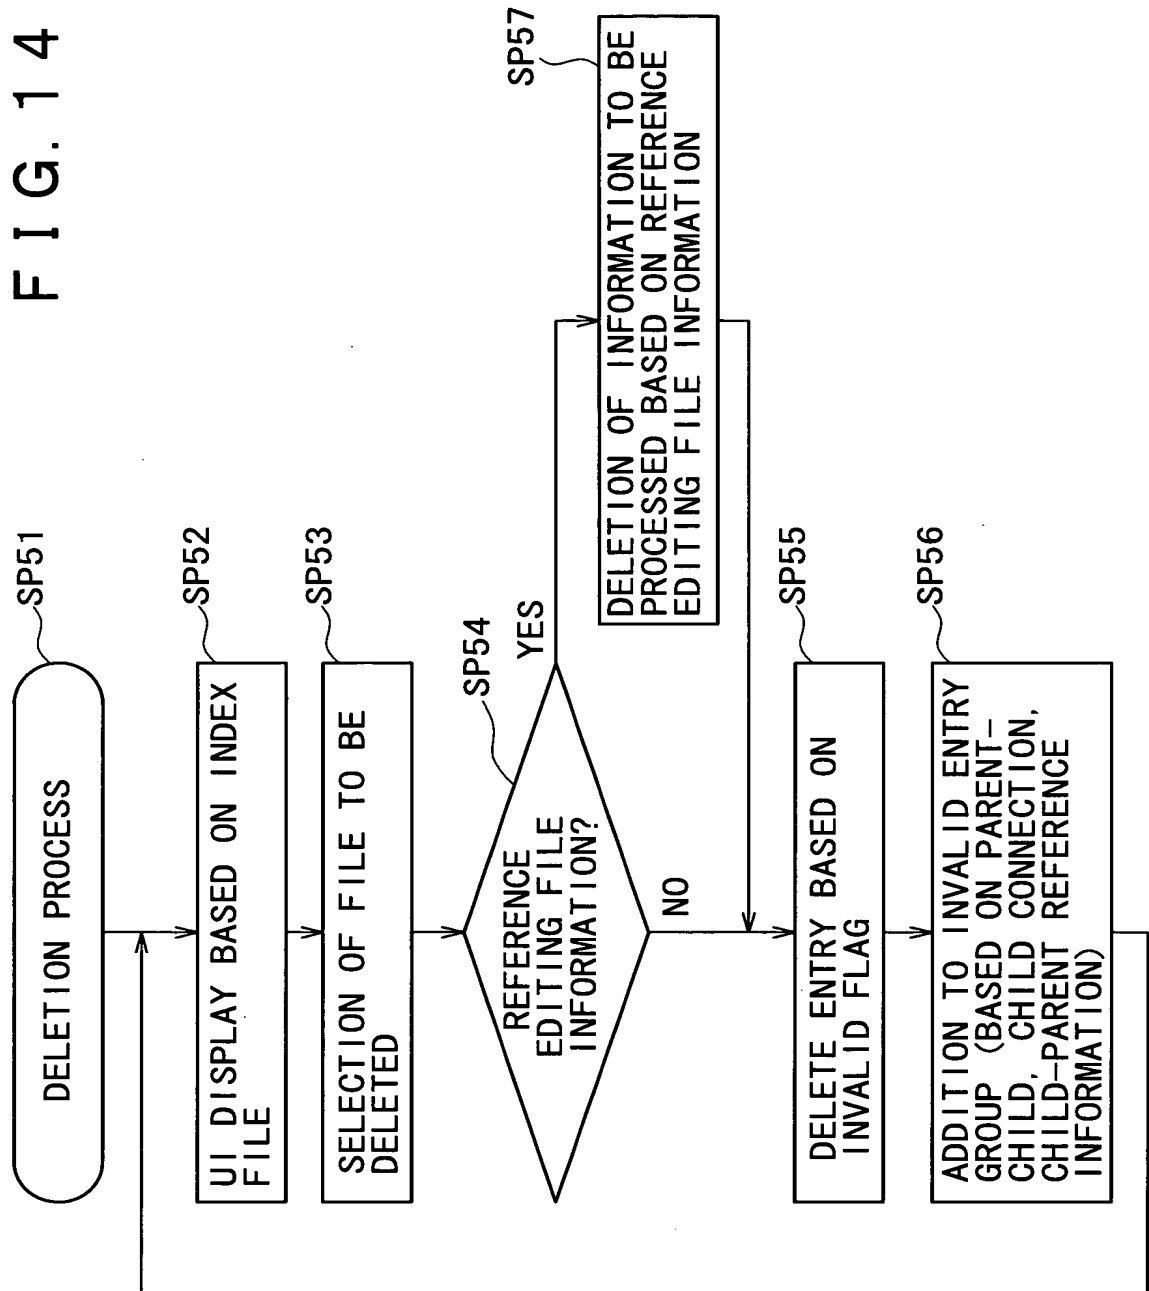 FIG. 14
SP51
DELETION PROCESS
SP52
UI DISPLAY BASED ON INDEX
FILE
SP53
SELECTION OF FILE TO BE
DELETED
SP54
REFERENCE
EDITING FILE
INFORMATION?
YES
NO
SP57
DELETION OF INFORMATION TO BE
PROCESSED BASED ON REFERENCE
EDITING FILE INFORMATION
SP55
DELETE ENTRY BASED ON
INVALID FLAG
SP56
ADDITION TO INVALID ENTRY
GROUP (BASED ON PARENT-
CHILD, CHILD CONNECTION,
CHILD-PARENT REFERENCE
INFORMATION)